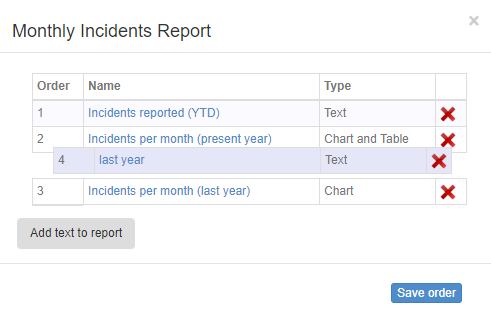 Monthly Incidents Report
×
Order Name Type
1 Incidents reported (YTD) Text
2 Incidents per month (present year) Chart and Table
4 last year Text
3 Incidents per month (last year) Chart
Add text to report
Save order